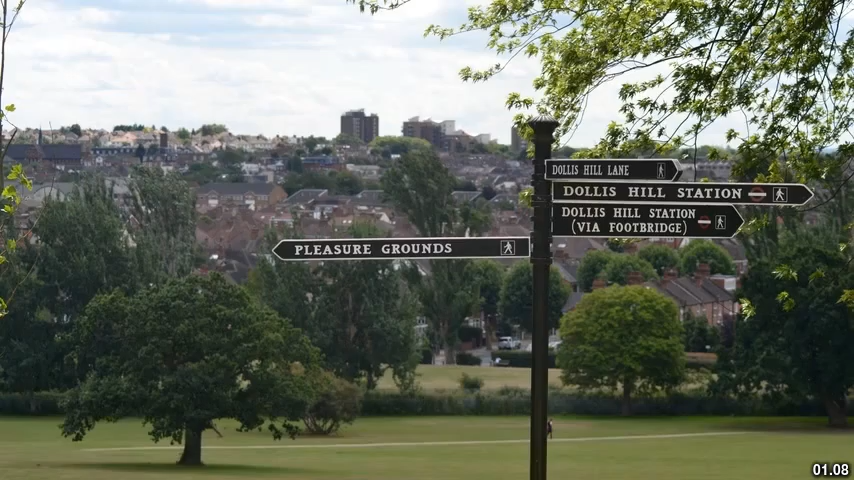 DOLLIS HILL LANE
DOLLIS HILL STATION
DOLLIS HILL STATION
(VIA FOOTBRIDGE)
PLEASURE GROUNDS
01.08